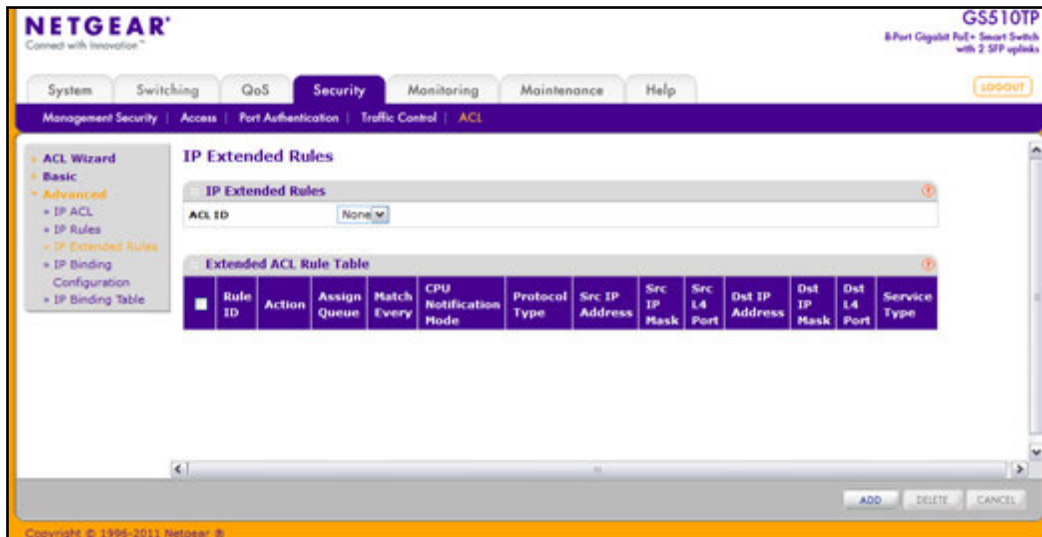 NETGEAR®
Connect with Innovation™
GS510TP
8-Port Gigabit PoE+ Smart Switch
with 2 SFP uplinks
System Switching QoS Security Monitoring Maintenance Help LOGOUT
Management Security | Access | Port Authentication | Traffic Control | ACL
ACL Wizard
Basic
Advanced
» IP ACL
» IP Rules
» IP Extended Rules
» IP Binding
Configuration
» IP Binding Table
IP Extended Rules
IP Extended Rules
ACL ID None
Extended ACL Rule Table
Rule ID Action Assign Queue Match Every CPU Notification Mode Protocol Type Src IP Address Src IP Mask Src L4 Port Dst IP Address Dst IP Mask Dst L4 Port Service Type
ADD DELETE CANCEL
Copyright © 1996-2011 Netgear ®